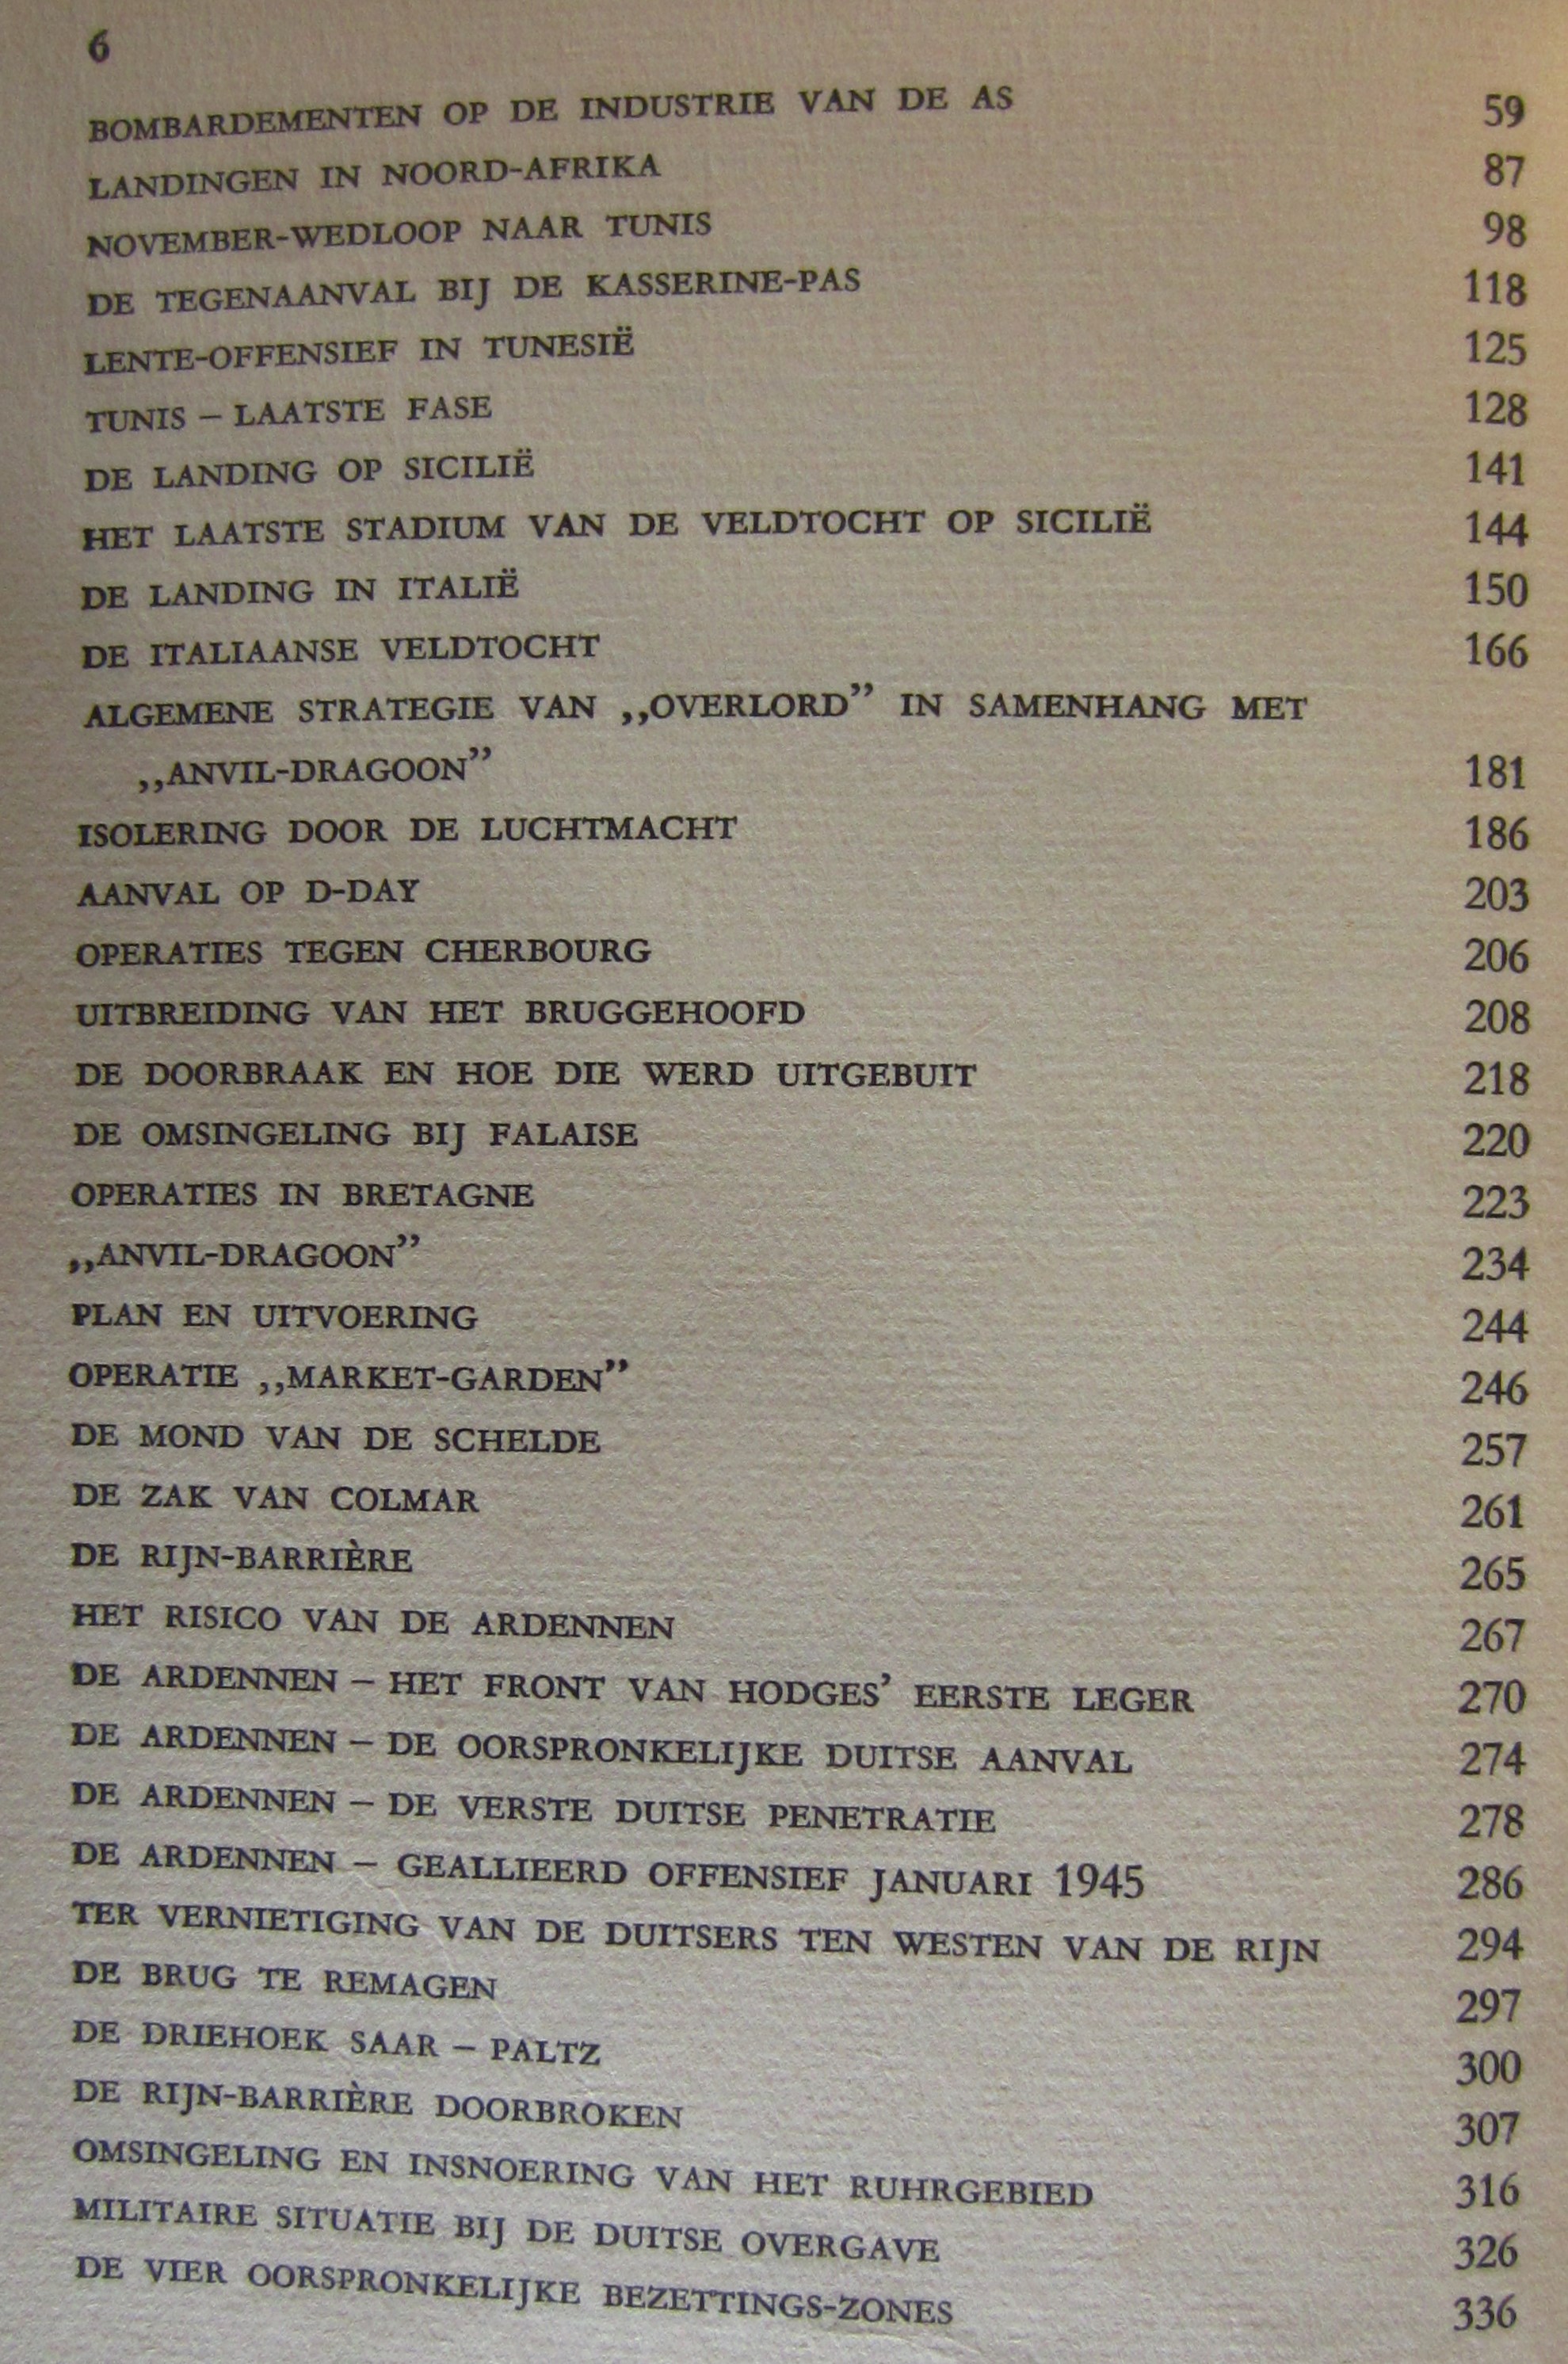 6
BOMBARDEMENTEN OP DE INDUSTRIE VAN DE AS 59
LANDINGEN IN NOORD-AFRIKA 87
NOVEMBER-WEDLOOP NAAR TUNIS 98
DE TEGENAANVAL BIJ DE KASSERINE-PAS 118
LENTE-OFFENSIEF IN TUNESIË 125
TUNIS – LAATSTE FASE 128
DE LANDING OP SICILIË 141
HET LAATSTE STADIUM VAN DE VELDTOCHT OP SICILIË 144
DE LANDING IN ITALIË 150
DE ITALIAANSE VELDTOCHT 166
ALGEMENE STRATEGIE VAN ,,OVERLORD” IN SAMENHANG MET
,,ANVIL-DRAGOON” 181
ISOLERING DOOR DE LUCHTMACHT 186
AANVAL OP D-DAY 203
OPERATIES TEGEN CHERBOURG 206
UITBREIDING VAN HET BRUGGEHOOFD 208
DE DOORBRAAK EN HOE DIE WERD UITGEBUIT 218
DE OMSINGELING BIJ FALAISE 220
OPERATIES IN BRETAGNE 223
,,ANVIL-DRAGOON” 234
PLAN EN UITVOERING 244
OPERATIE ,,MARKET-GARDEN” 246
DE MOND VAN DE SCHELDE 257
DE ZAK VAN COLMAR 261
DE RIJN-BARRIÈRE 265
HET RISICO VAN DE ARDENNEN 267
DE ARDENNEN – HET FRONT VAN HODGES’ EERSTE LEGER 270
DE ARDENNEN – DE OORSPRONKELIJKE DUITSE AANVAL 274
DE ARDENNEN – DE VERSTE DUITSE PENETRATIE 278
DE ARDENNEN – GEALLIEERD OFFENSIEF JANUARI 1945 286
TER VERNIETIGING VAN DE DUITSERS TEN WESTEN VAN DE RIJN 294
DE BRUG TE REMAGEN 297
DE DRIEHOEK SAAR – PALTZ 300
DE RIJN-BARRIÈRE DOORBROKEN 307
OMSINGELING EN INSNOERING VAN HET RUHRGEBIED 316
MILITAIRE SITUATIE BIJ DE DUITSE OVERGAVE 326
DE VIER OORSPRONKELIJKE BEZETTINGS-ZONES 336